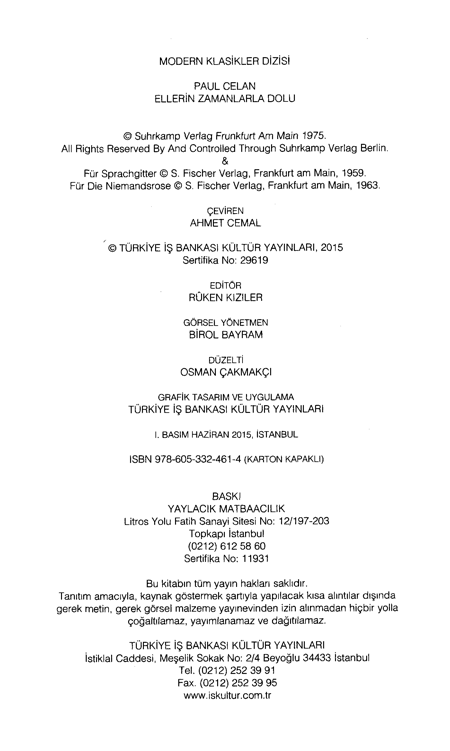 MODERN KLASİKLER DİZİSİ
PAUL CELAN
ELLERİN ZAMANLARLA DOLU
© Suhrkamp Verlag Frunkfurt Am Main 1975.
All Rights Reserved By And Controlled Through Suhrkamp Verlag Berlin.
&
Für Sprachgitter © S. Fischer Verlag, Frankfurt am Main, 1959.
Für Die Niemandsrose © S. Fischer Verlag, Frankfurt am Main, 1963.
ÇEVİREN
AHMET CEMAL
© TÜRKİYE İŞ BANKASI KÜLTÜR YAYINLARI, 2015
Sertifika No: 29619
EDİTÖR
RÛKEN KIZILER
GÖRSEL YÖNETMEN
BİROL BAYRAM
DÜZELTİ
OSMAN ÇAKMAKÇI
GRAFİK TASARIM VE UYGULAMA
TÜRKİYE İŞ BANKASI KÜLTÜR YAYINLARI
I. BASIM HAZİRAN 2015, İSTANBUL
ISBN 978-605-332-461-4 (KARTON KAPAKLI)
BASKI
YAYLACIK MATBAACILIK
Litros Yolu Fatih Sanayi Sitesi No: 12/197-203
Topkapı İstanbul
(0212) 612 58 60
Sertifika No: 11931
Bu kitabın tüm yayın hakları saklıdır.
Tanıtım amacıyla, kaynak göstermek şartıyla yapılacak kısa alıntılar dışında
gerek metin, gerek görsel malzeme yayınevinden izin alınmadan hiçbir yolla
çoğaltılamaz, yayımlanamaz ve dağıtılamaz.
TÜRKİYE İŞ BANKASI KÜLTÜR YAYINLARI
İstiklal Caddesi, Meşelik Sokak No: 2/4 Beyoğlu 34433 İstanbul
Tel. (0212) 252 39 91
Fax. (0212) 252 39 95
www.iskultur.com.tr